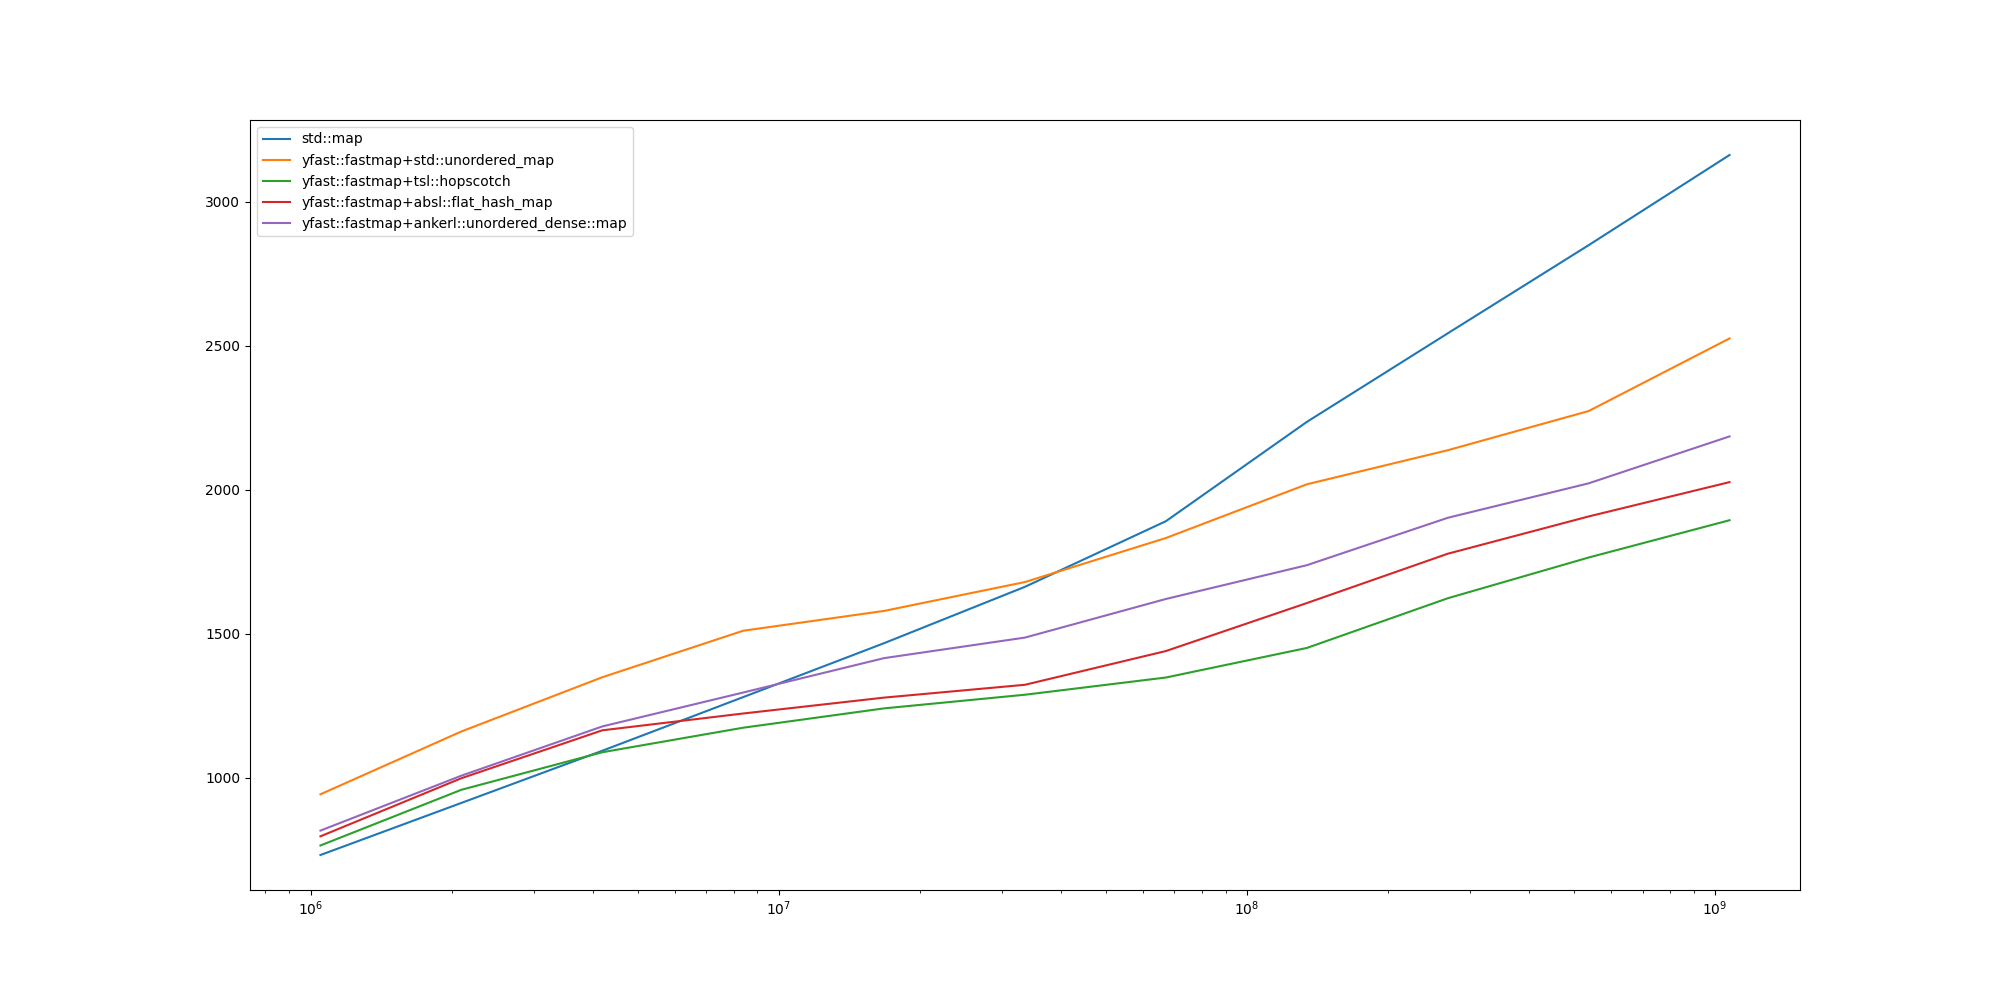 std::map
yfast::fastmap+std::unordered_map
yfast::fastmap+tsl::hopscotch
yfast::fastmap+absl::flat_hash_map
yfast::fastmap+ankerl::unordered_dense::map
3000
2500
2000
1500
1000
10⁶ 10⁷ 10⁸ 10⁹